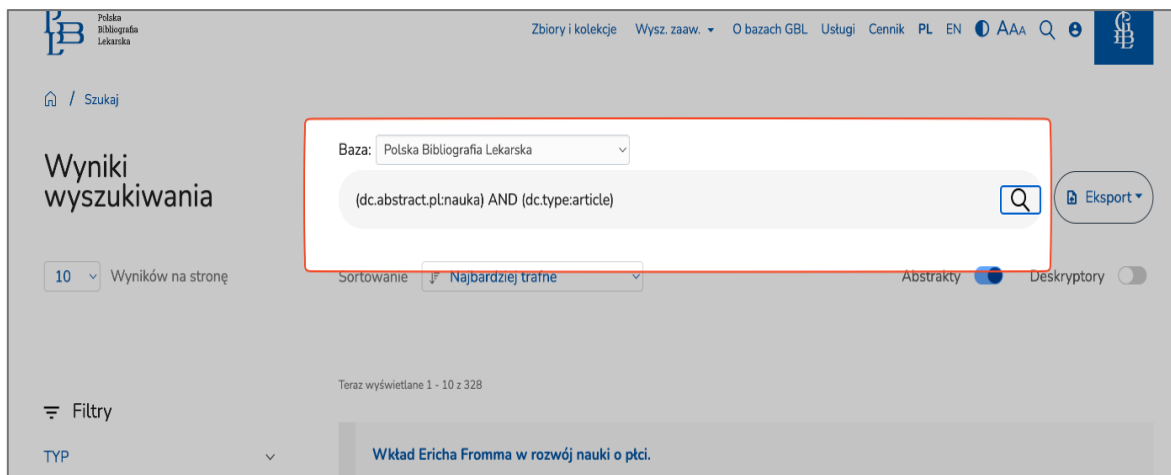 Polska
Bibliografia
Lekarska
Zbiory i kolekcje Wysz. zaaw. O bazach GBL Usługi Cennik PL EN AAA
/ Szukaj
Wyniki
wyszukiwania
Baza: Polska Bibliografia Lekarska
(dc.abstract.pl:nauka) AND (dc.type:article)
Eksport
10 Wyników na stronę
Sortowanie Najbardziej trafne
Abstrakty Deskryptory
Teraz wyświetlane 1 - 10 z 328
Filtry
TYP
Wkład Ericha Fromma w rozwój nauki o płci.